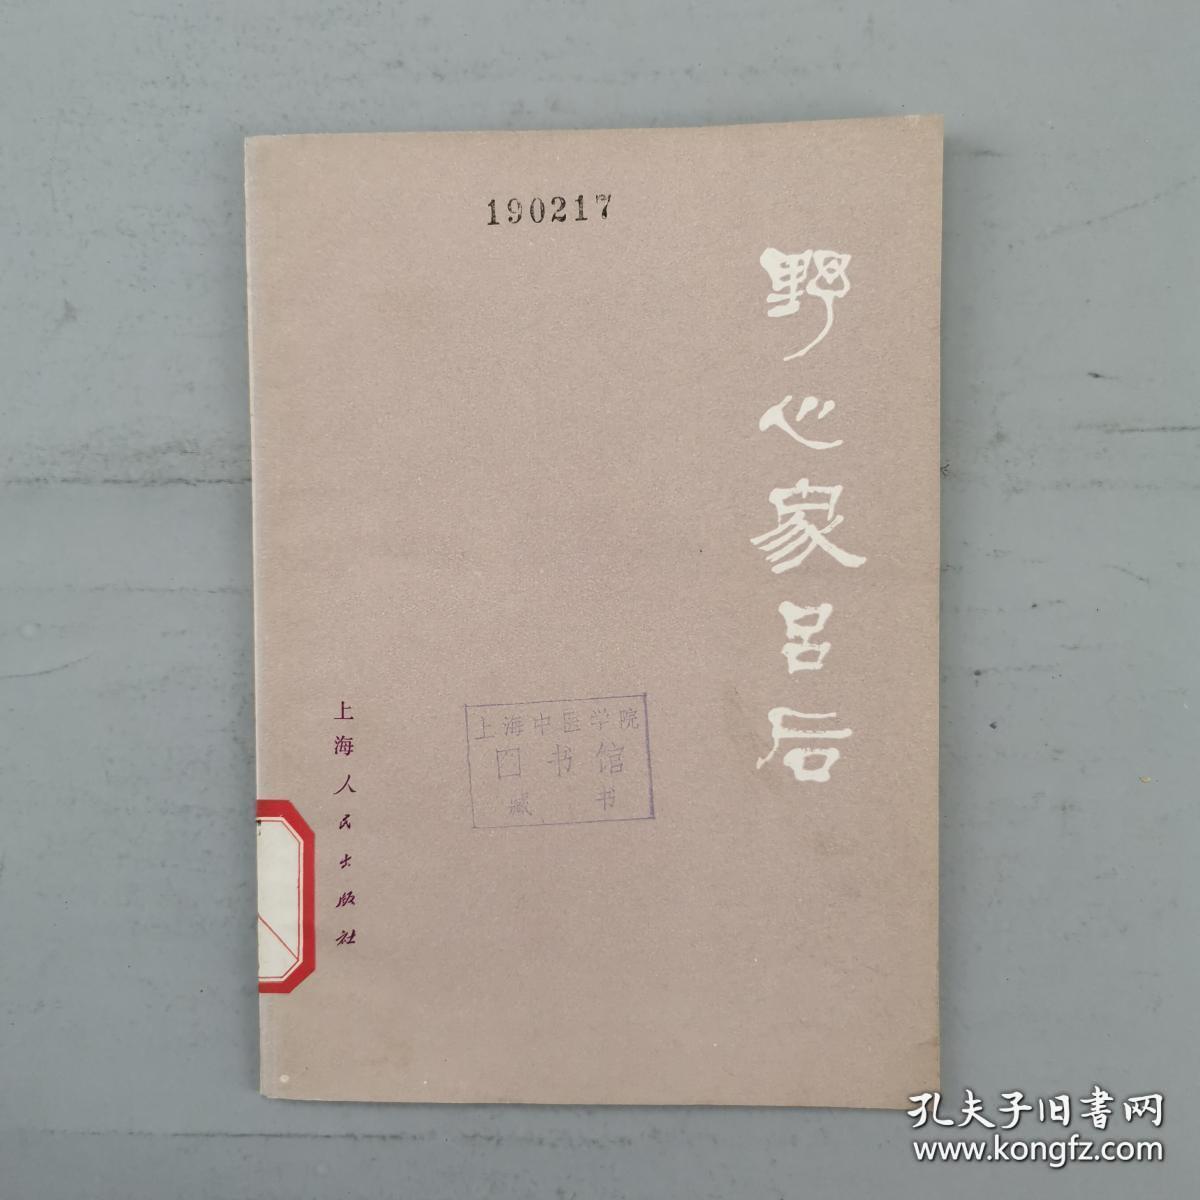 190217
野心家吕后
上海中医学院
图书馆
藏书
上海人民出版社
孔夫子旧書网
www.kongfz.com